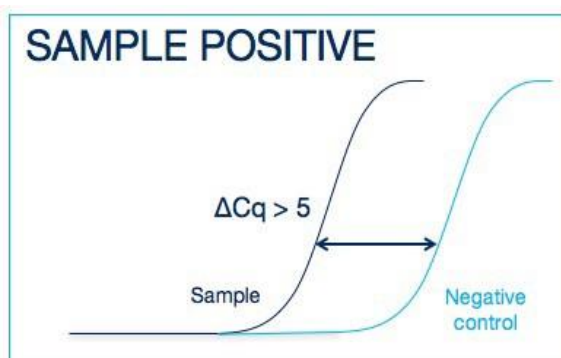 SAMPLE POSITIVE
ΔCq > 5
Sample
Negative
control